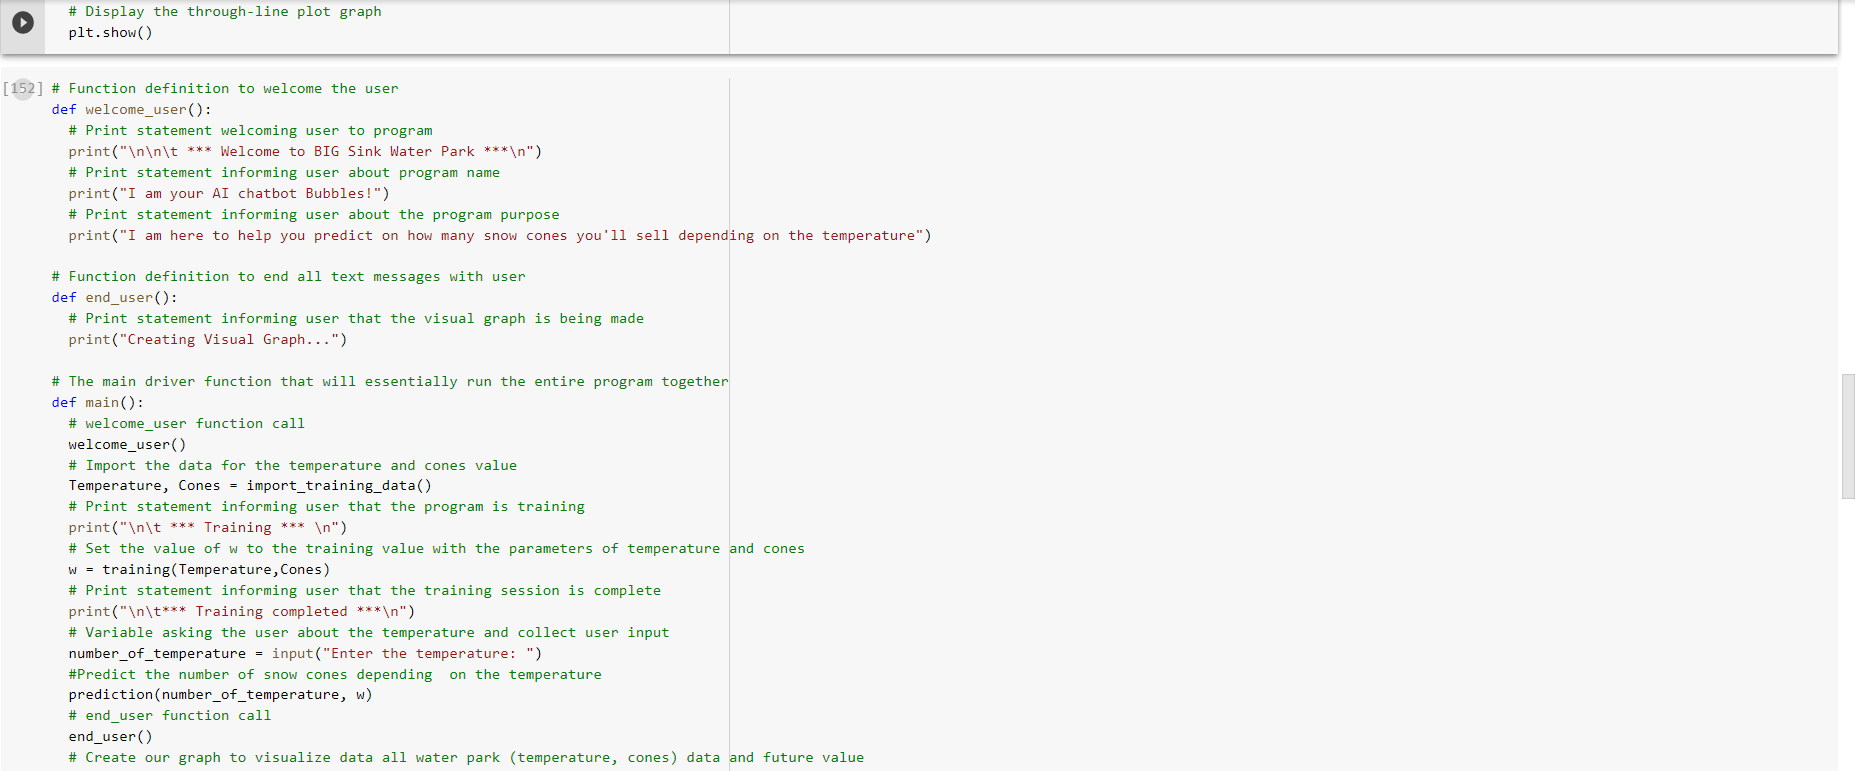 # Display the through-line plot graph
plt.show()
[152] # Function definition to welcome the user
def welcome_user():
# Print statement welcoming user to program
print("\n\n\t *** Welcome to BIG Sink Water Park ***\n")
# Print statement informing user about program name
print("I am your AI chatbot Bubbles!")
# Print statement informing user about the program purpose
print("I am here to help you predict on how many snow cones you'll sell depending on the temperature")
# Function definition to end all text messages with user
def end_user():
# Print statement informing user that the visual graph is being made
print("Creating Visual Graph...")
# The main driver function that will essentially run the entire program together
def main():
# welcome_user function call
welcome_user()
# Import the data for the temperature and cones value
Temperature, Cones = import_training_data()
# Print statement informing user that the program is training
print("\n\t *** Training *** \n")
# Set the value of w to the training value with the parameters of temperature and cones
w = training(Temperature,Cones)
# Print statement informing user that the training session is complete
print("\n\t*** Training completed ***\n")
# Variable asking the user about the temperature and collect user input
number_of_temperature = input("Enter the temperature: ")
#Predict the number of snow cones depending  on the temperature
prediction(number_of_temperature, w)
# end_user function call
end_user()
# Create our graph to visualize data all water park (temperature, cones) data and future value